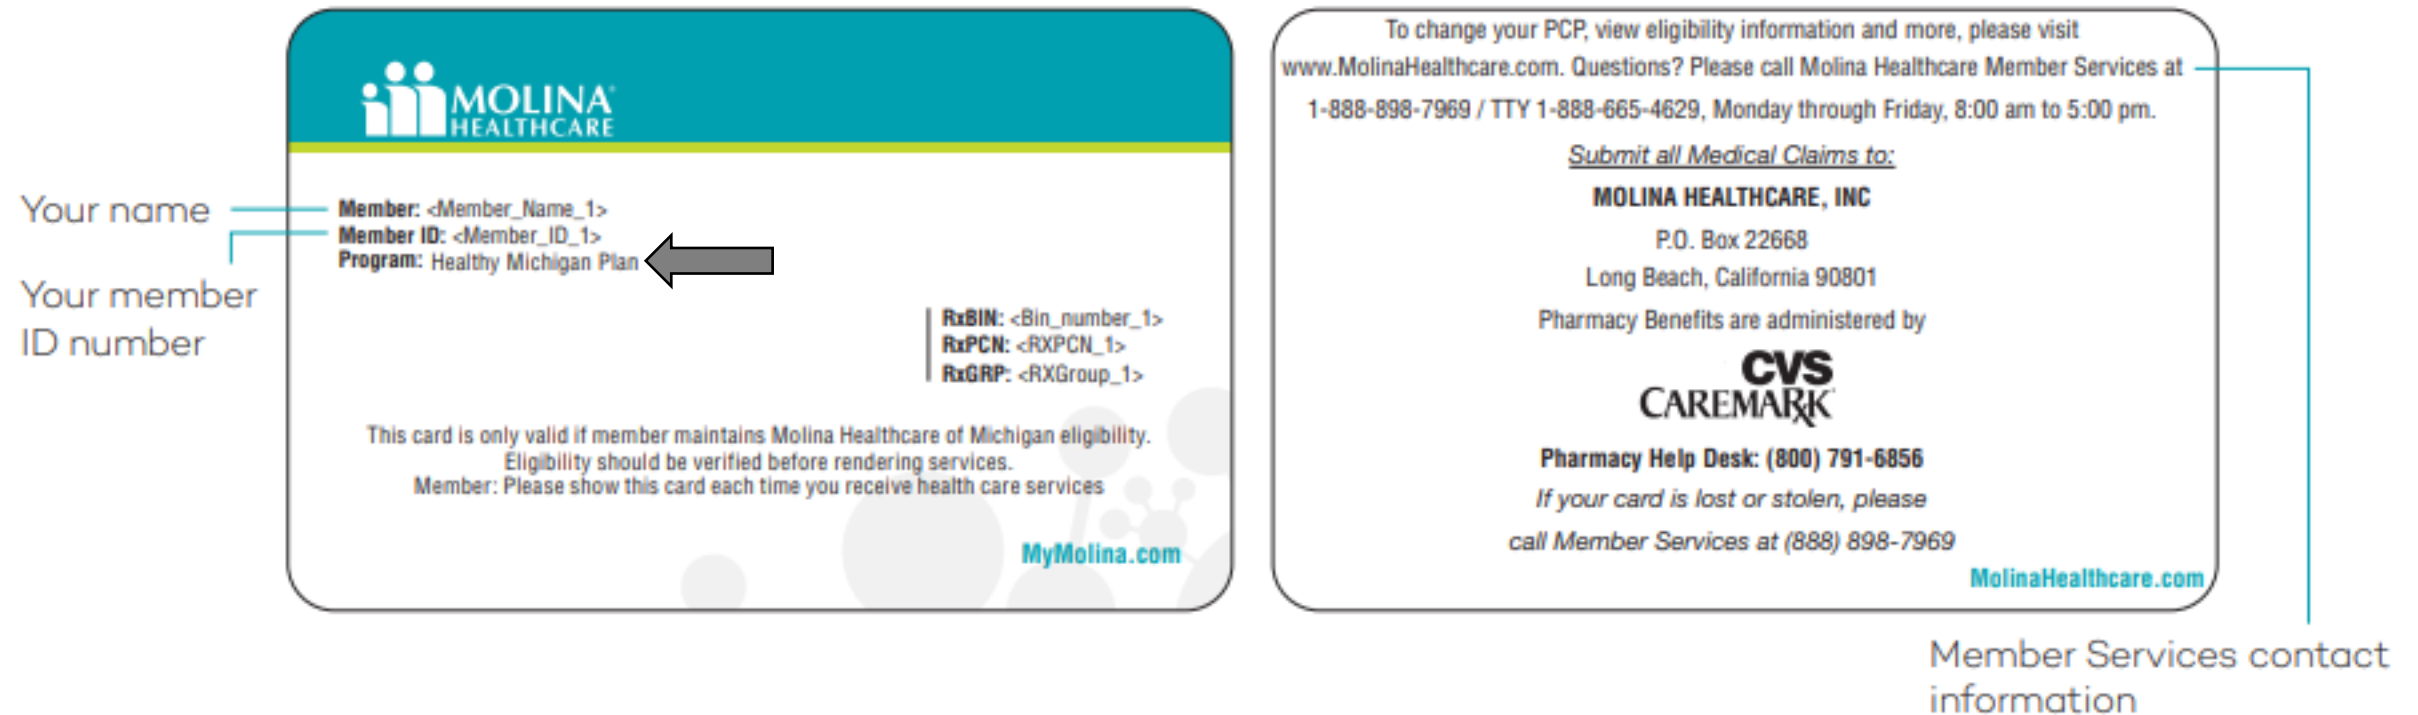 MOLINA
HEALTHCARE
Your name
Your member
ID number
Member: <Member_Name_1>
Member ID: <Member_ID_1>
Program: Healthy Michigan Plan
RxBIN: <Bin_number_1>
RxPCN: <RXPCN_1>
RxGRP: <RXGroup_1>
This card is only valid if member maintains Molina Healthcare of Michigan eligibility.
Eligibility should be verified before rendering services.
Member: Please show this card each time you receive health care services
MyMolina.com
To change your PCP, view eligibility information and more, please visit
www.MolinaHealthcare.com. Questions? Please call Molina Healthcare Member Services at
1-888-898-7969 / TTY 1-888-665-4629, Monday through Friday, 8:00 am to 5:00 pm.
Submit all Medical Claims to:
MOLINA HEALTHCARE, INC
P.O. Box 22668
Long Beach, California 90801
Pharmacy Benefits are administered by
CVS
CAREMARK
Pharmacy Help Desk: (800) 791-6856
If your card is lost or stolen, please
call Member Services at (888) 898-7969
MolinaHealthcare.com
Member Services contact
information